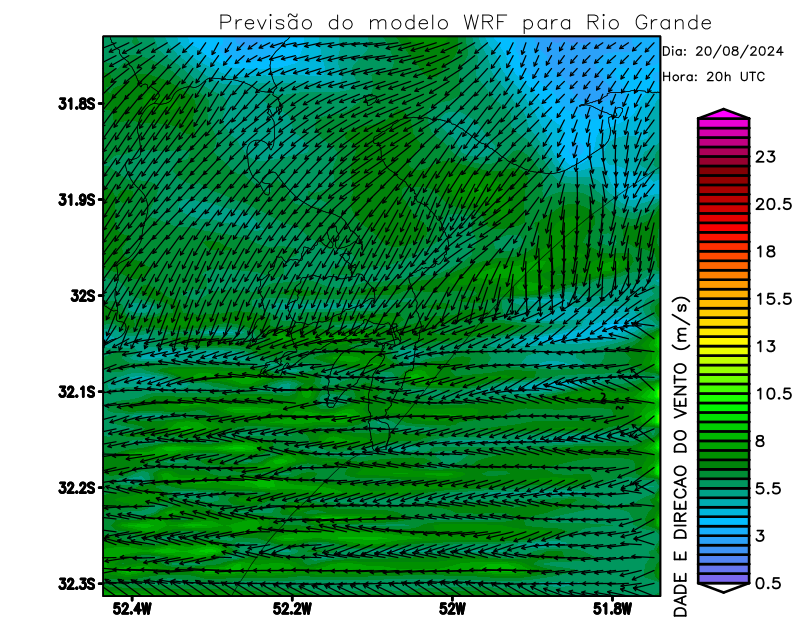 Previsão do modelo WRF para Rio Grande
Dia: 20/08/2024
Hora: 20h UTC
31.8S
31.9S
32S
32.1S
32.2S
32.3S
52.4W
52.2W
52W
51.8W
DADE E DIRECAO DO VENTO (m/s)
23
20.5
18
15.5
13
10.5
8
5.5
3
0.5